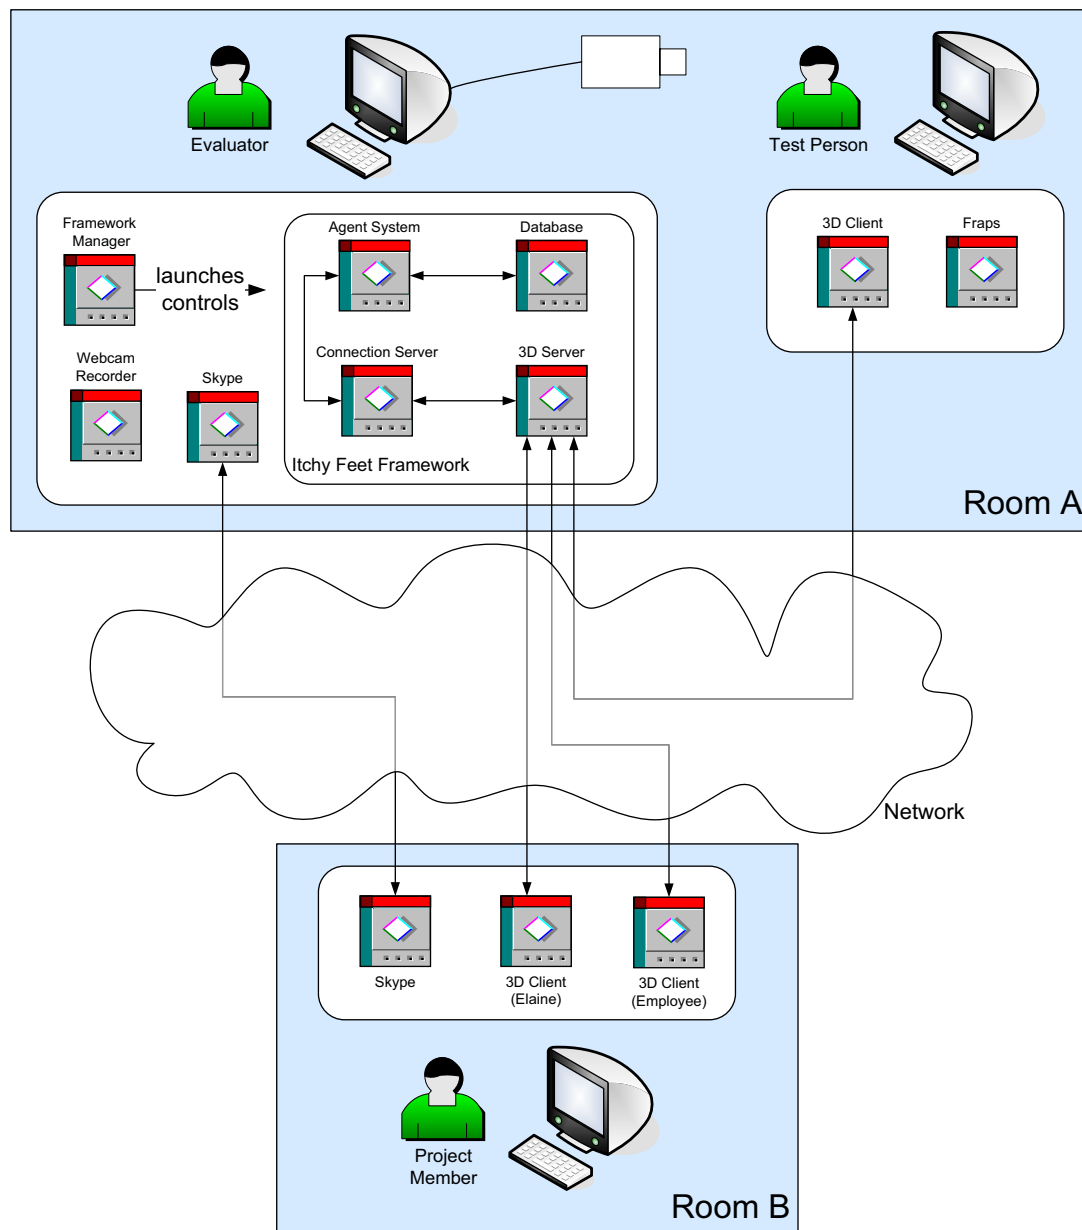 Evaluator
Test Person
Framework
Manager
launches
controls
Agent System
Database
Webcam
Recorder
Skype
Connection Server
3D Server
Itchy Feet Framework
3D Client
Fraps
Room A
Network
Skype
3D Client
(Elaine)
3D Client
(Employee)
Project
Member
Room B